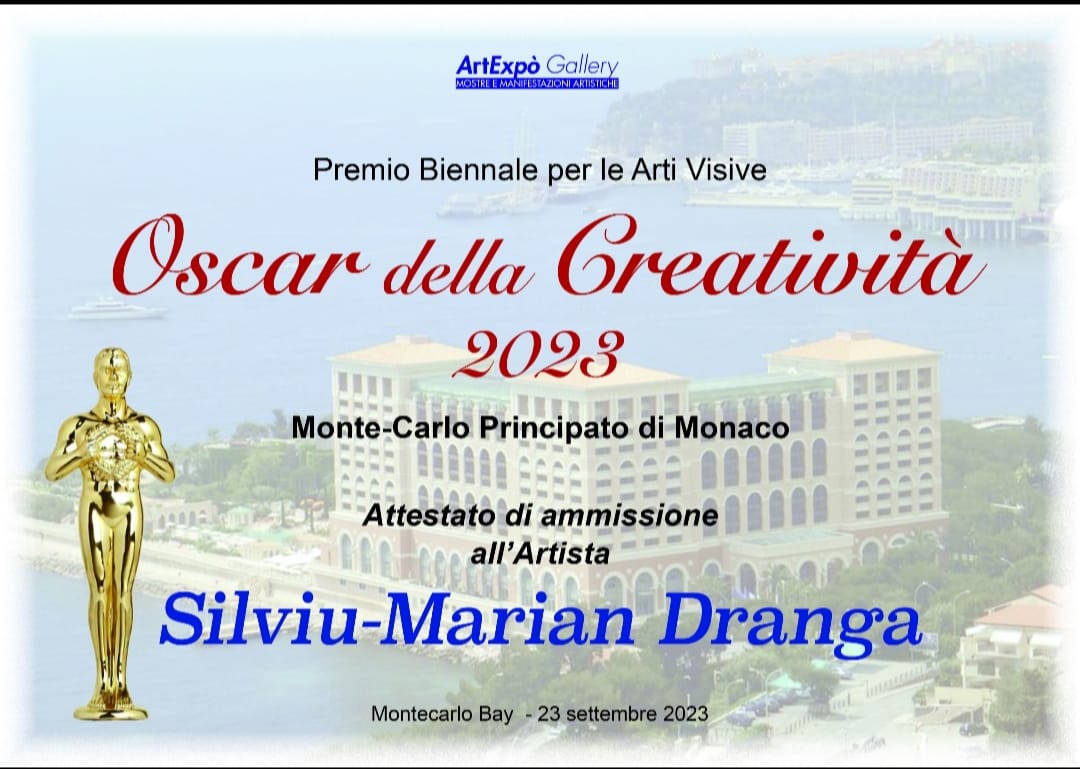 ArtExpò Gallery
MOSTRE E MANIFESTAZIONI ARTISTICHE
Premio Biennale per le Arti Visive
Oscar della Creatività
2023
Monte-Carlo Principato di Monaco
Attestato di ammissione
all'Artista
Silviu-Marian Dranga
Montecarlo Bay - 23 settembre 2023